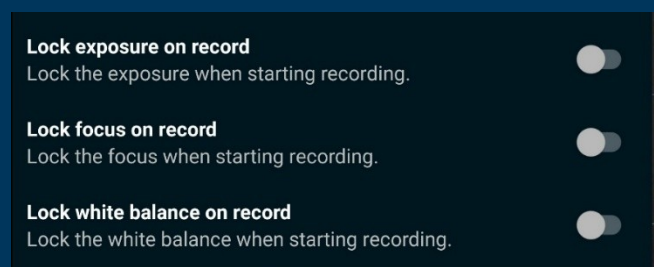 Lock exposure on record
Lock the exposure when starting recording.
Lock focus on record
Lock the focus when starting recording.
Lock white balance on record
Lock the white balance when starting recording.